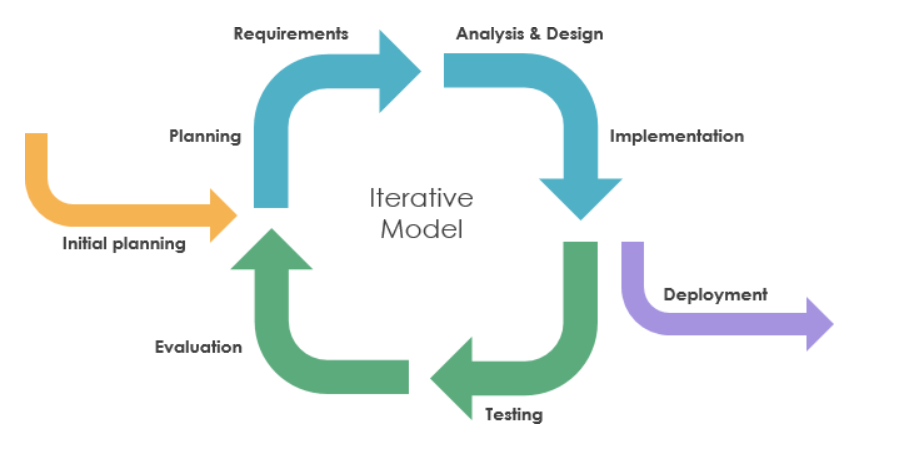 Requirements
Analysis & Design
Planning
Implementation
Iterative
Model
Initial planning
Deployment
Evaluation
Testing